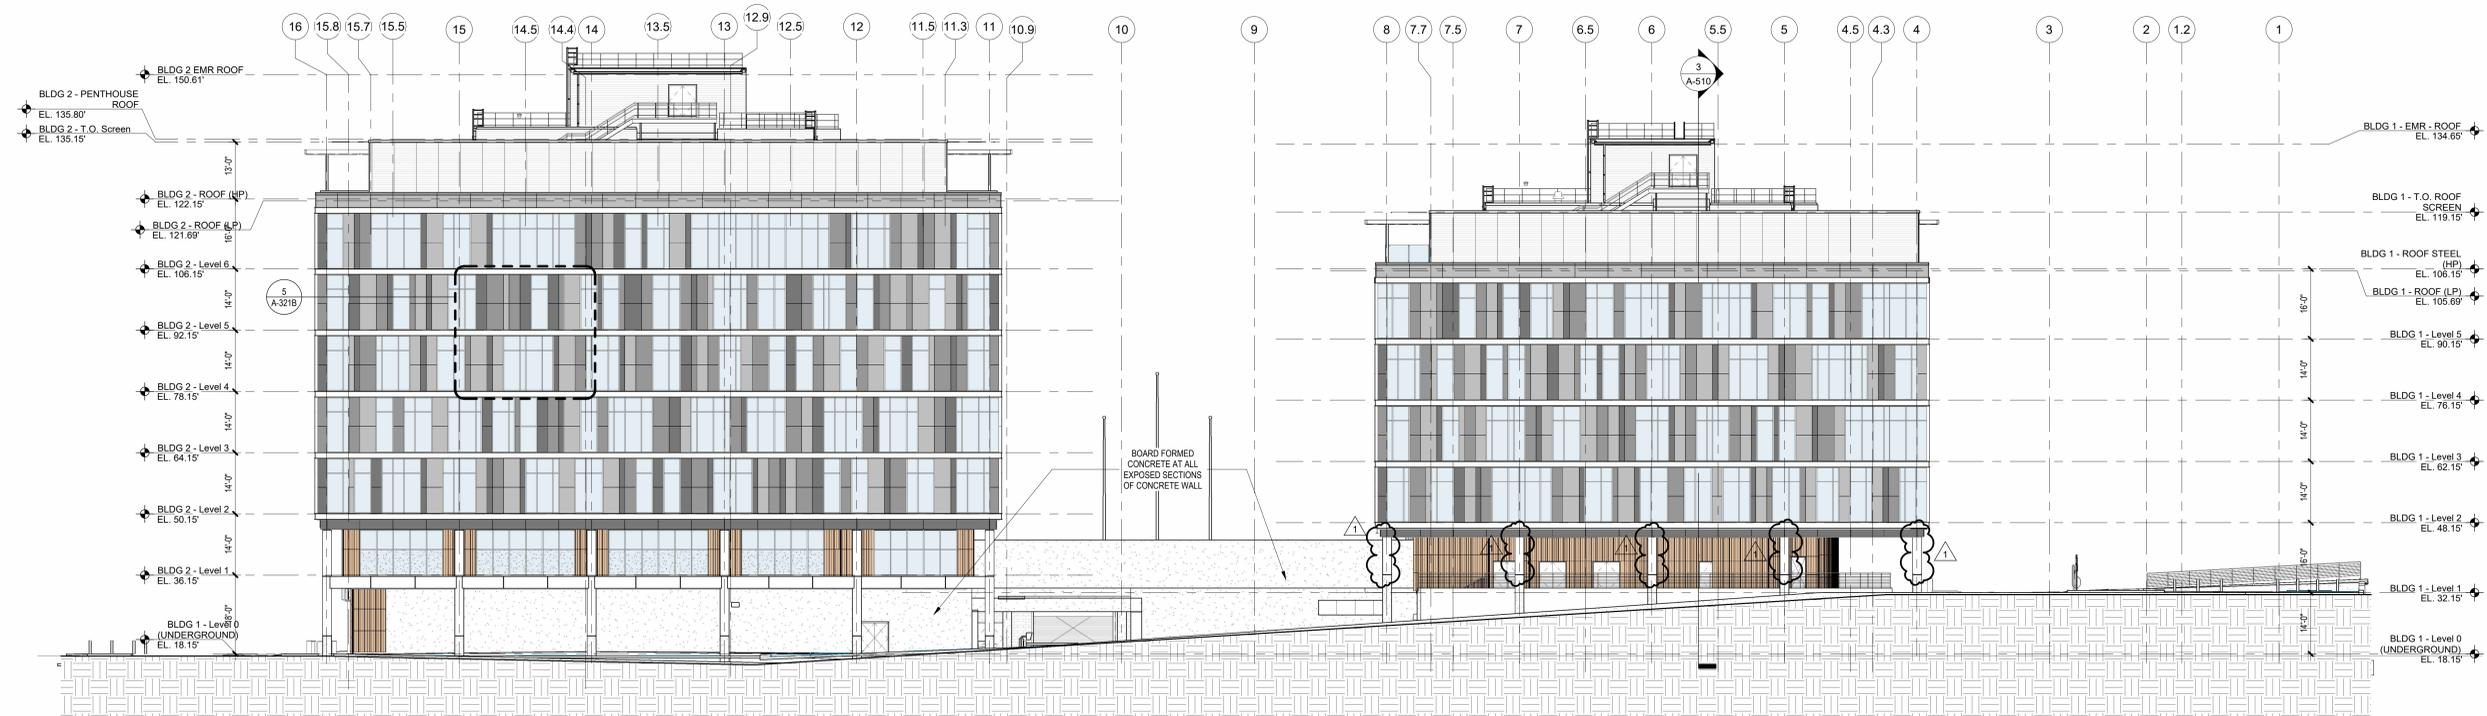 16 15.8 15.7 15.5 15 14.5 14.4 14 13.5 13 12.9 12.5 12 11.5 11.3 11 10.9 10 9 8 7.7 7.5 7 6.5 6 5.5 5 4.5 4.3 4 3 2 1.2 1
BLDG 2 EMR ROOF
EL. 150.61'
BLDG 2 - PENTHOUSE
ROOF
EL. 135.80'
BLDG 2 - T.O. Screen
EL. 135.15'
BLDG 2 - ROOF (HP)
EL. 122.15'
BLDG 2 - ROOF (LP)
EL. 121.69'
BLDG 2 - Level 6
EL. 106.15'
BLDG 2 - Level 5
EL. 92.15'
BLDG 2 - Level 4
EL. 78.15'
BLDG 2 - Level 3
EL. 64.15'
BLDG 2 - Level 2
EL. 50.15'
BLDG 2 - Level 1
EL. 36.15'
BLDG 1 - Level 0
(UNDERGROUND)
EL. 18.15'
13'-0"
16'-0"
14'-0"
14'-0"
14'-0"
14'-0"
14'-0"
18'-0"
5
A-321B
3
A-510
BOARD FORMED
CONCRETE AT ALL
EXPOSED SECTIONS
OF CONCRETE WALL
1
1
1
1
1
BLDG 1 - EMR - ROOF
EL. 134.65'
BLDG 1 - T.O. ROOF
SCREEN
EL. 119.15'
BLDG 1 - ROOF STEEL
(HP)
EL. 106.15'
BLDG 1 - ROOF (LP)
EL. 105.69'
BLDG 1 - Level 5
EL. 90.15'
BLDG 1 - Level 4
EL. 76.15'
BLDG 1 - Level 3
EL. 62.15'
BLDG 1 - Level 2
EL. 48.15'
BLDG 1 - Level 1
EL. 32.15'
BLDG 1 - Level 0
(UNDERGROUND)
EL. 18.15'
16'-0"
14'-0"
14'-0"
14'-0"
16'-0"
14'-0"